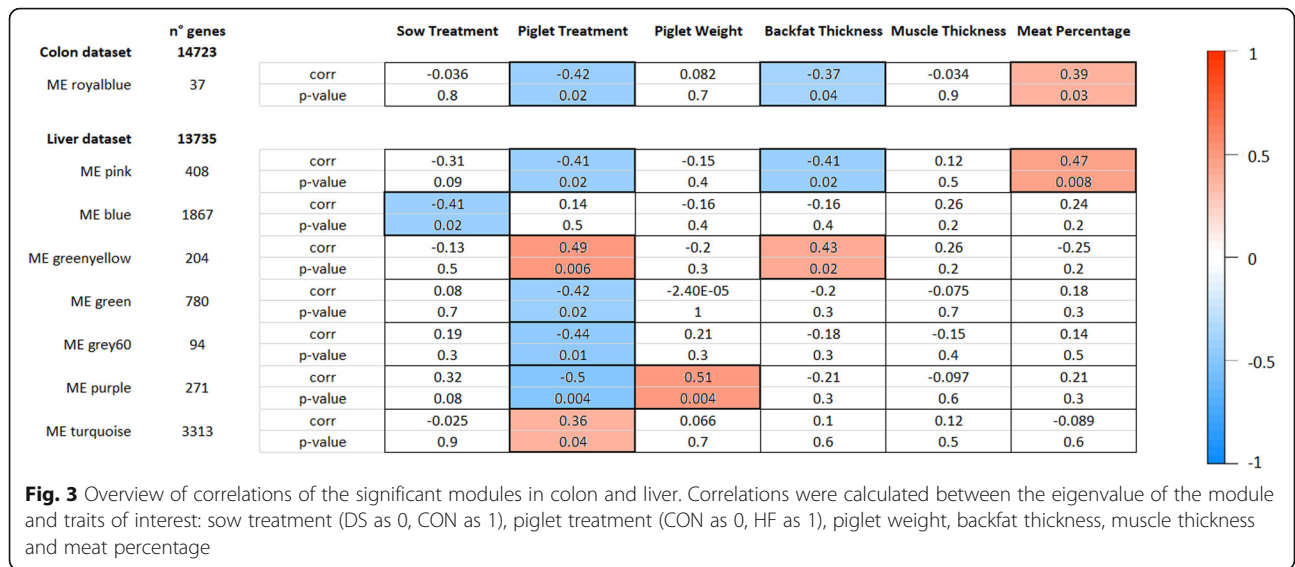 n° genes
Sow Treatment Piglet Treatment Piglet Weight Backfat Thickness Muscle Thickness Meat Percentage
Colon dataset 14723
ME royalblue 37
corr -0.036 -0.42 0.082 -0.37 -0.034 0.39
p-value 0.8 0.02 0.7 0.04 0.9 0.03
Liver dataset 13735
ME pink 408
corr -0.31 -0.41 -0.15 -0.41 0.12 0.47
p-value 0.09 0.02 0.4 0.02 0.5 0.008
ME blue 1867
corr -0.41 0.14 -0.16 -0.16 0.26 0.24
p-value 0.02 0.5 0.4 0.4 0.2 0.2
ME greenyellow 204
corr -0.13 0.49 -0.2 0.43 0.26 -0.25
p-value 0.5 0.006 0.3 0.02 0.2 0.2
ME green 780
corr 0.08 -0.42 -2.40E-05 -0.2 -0.075 0.18
p-value 0.7 0.02 1 0.3 0.7 0.3
ME grey60 94
corr 0.19 -0.44 0.21 -0.18 -0.15 0.14
p-value 0.3 0.01 0.3 0.3 0.4 0.5
ME purple 271
corr 0.32 -0.5 0.51 -0.21 -0.097 0.21
p-value 0.08 0.004 0.004 0.3 0.6 0.3
ME turquoise 3313
corr -0.025 0.36 0.066 0.1 0.12 -0.089
p-value 0.9 0.04 0.7 0.6 0.5 0.6
1
0.5
0
-0.5
-1
Fig. 3 Overview of correlations of the significant modules in colon and liver. Correlations were calculated between the eigenvalue of the module
and traits of interest: sow treatment (DS as 0, CON as 1), piglet treatment (CON as 0, HF as 1), piglet weight, backfat thickness, muscle thickness
and meat percentage